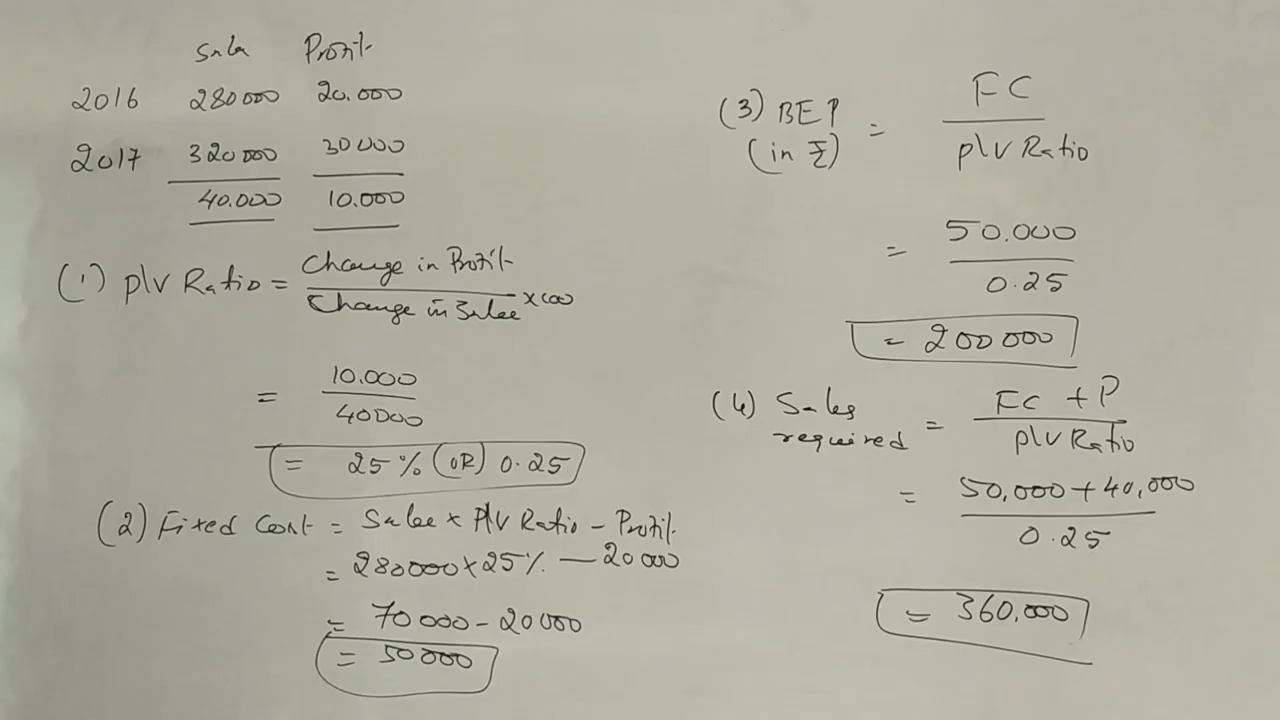 Sales Profit
2016 280000 20.000
2017 320000 30000
40.000 10.000
(1) P/V Ratio = Change in Profit / Change in Sales × 100
= 10.000 / 40000
= 25% (OR) 0.25
(2) Fixed Cost = Sales × P/V Ratio - Profit
= 280000 × 25% - 20000
= 70000 - 20000
= 50000
(3) BEP (in ₹) = FC / P/V Ratio
= 50.000 / 0.25
= 200000
(4) Sales required = FC + P / P/V Ratio
= 50,000 + 40,000 / 0.25
= 360,000